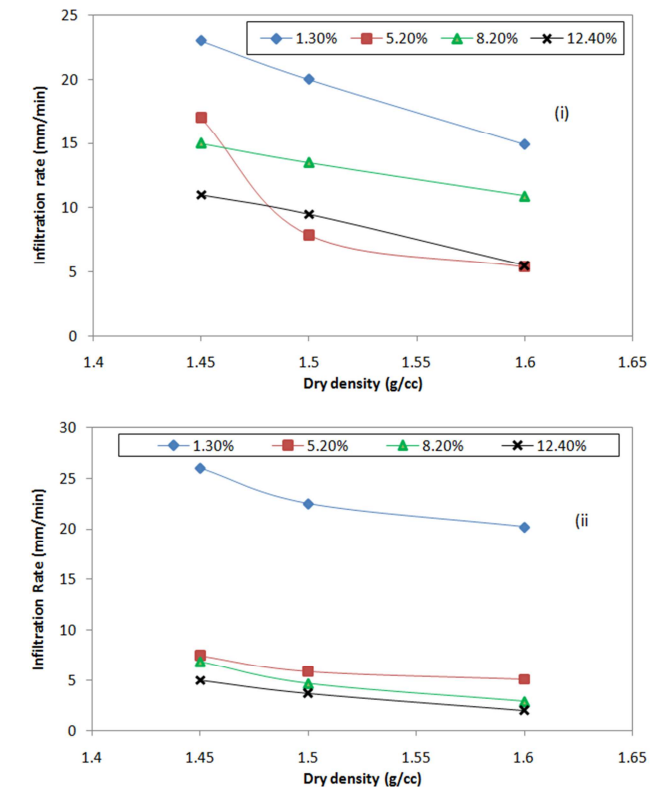 25
20
15
10
5
0
Infiltration rate (mm/min)
1.30% 5.20% 8.20% 12.40%
(i)
1.4 1.45 1.5 1.55 1.6 1.65
Dry density (g/cc)
30
25
20
15
10
5
0
Infiltration Rate (mm/min)
1.30% 5.20% 8.20% 12.40%
(ii
1.4 1.45 1.5 1.55 1.6 1.65
Dry density (g/cc)